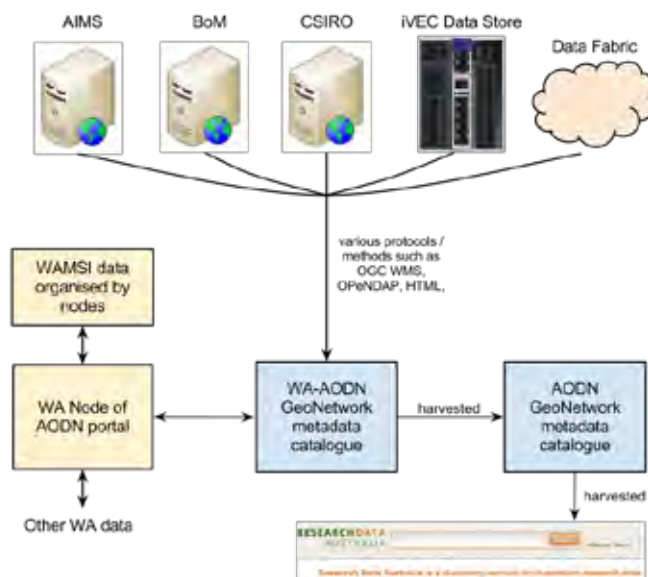 AIMS
BoM
CSIRO
iVEC Data Store
Data Fabric
various protocols /
methods such as
OGC WMS,
OPeNDAP, HTML,
WAMSI data
organised by
nodes
WA Node of
AODN portal
Other WA data
WA-AODN
GeoNetwork
metadata
catalogue
harvested
AODN
GeoNetwork
metadata
catalogue
harvested
RESEARCHDATA
AUSTRALIA